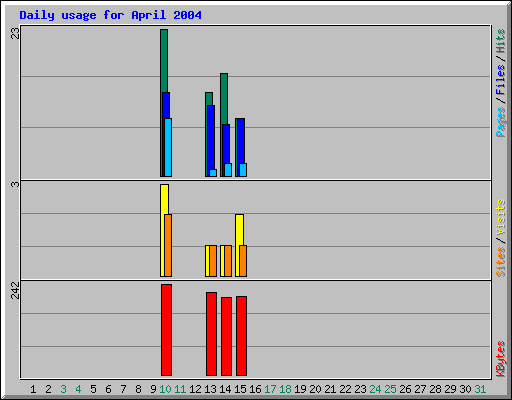 Daily usage for April 2004
23
3
242
Pages / Files / Hits
Sites / Visits
KBytes
1 2 3 4 5 6 7 8 9 10 11 12 13 14 15 16 17 18 19 20 21 22 23 24 25 26 27 28 29 30 31